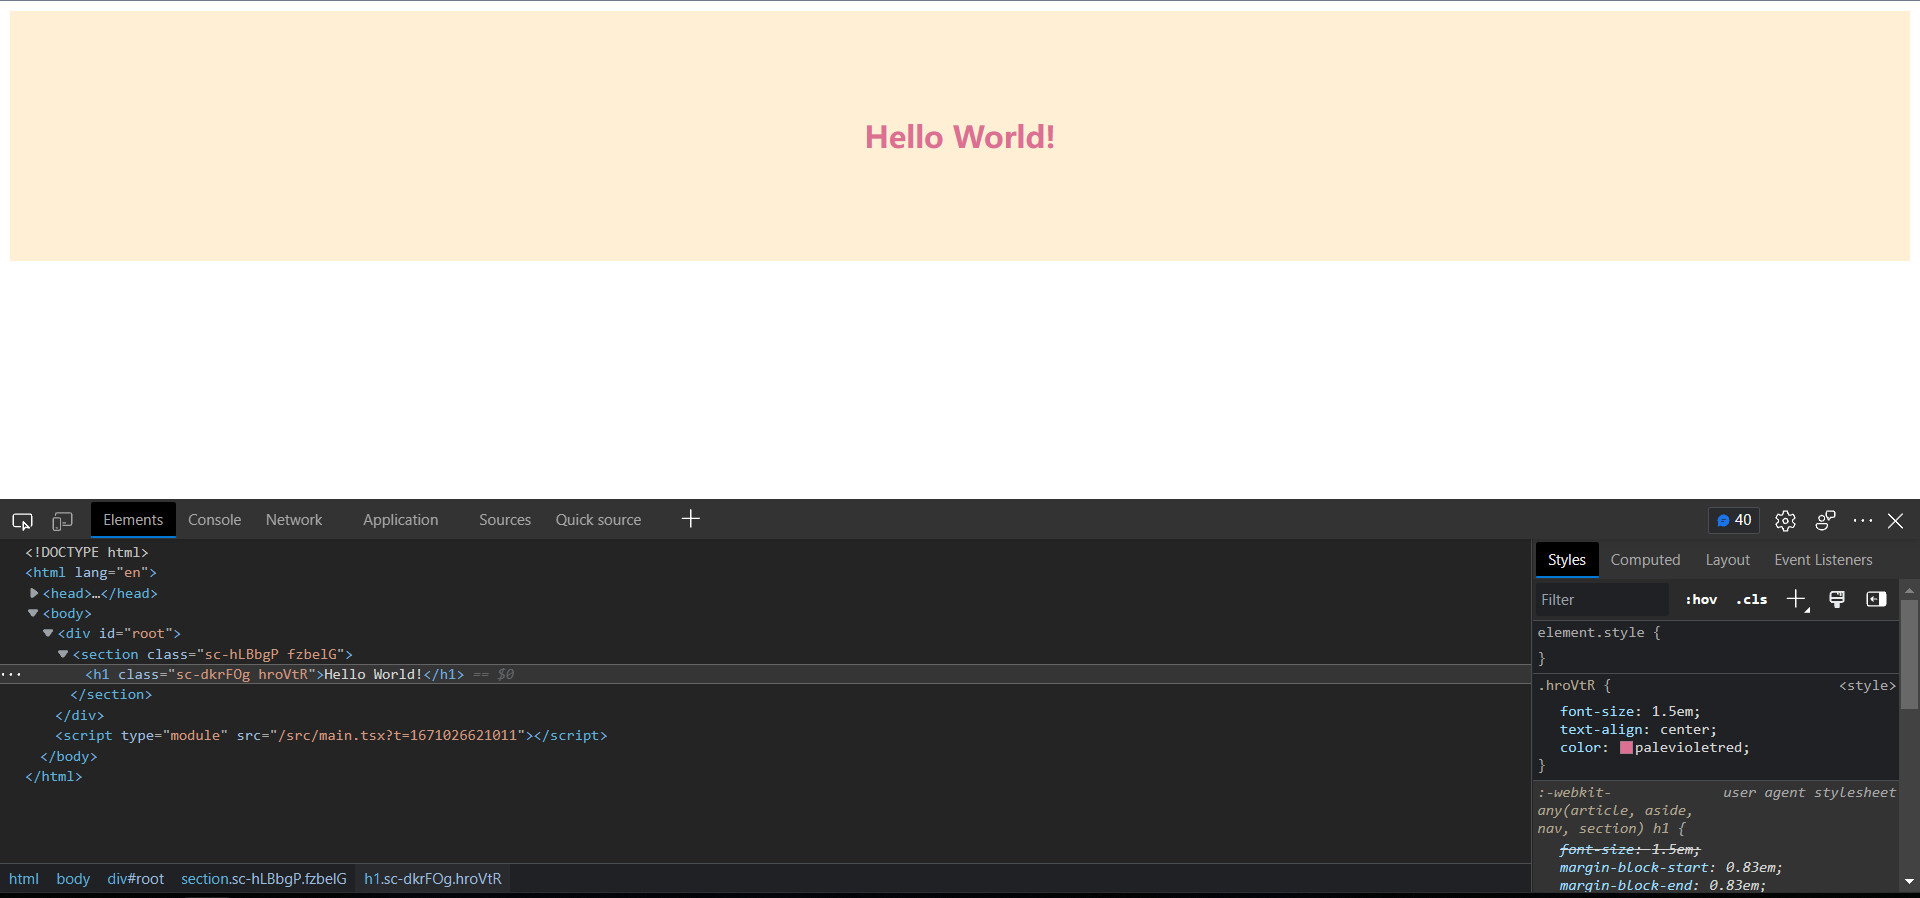 Hello World!
Elements Console Network Application Sources Quick source 40
<!DOCTYPE html>
<html lang="en">
<head>…</head>
<body>
<div id="root">
<section class="sc-hLBbgP fzbelG">
<h1 class="sc-dkrFOg hroVtR">Hello World!</h1> == $0
</section>
</div>
<script type="module" src="/src/main.tsx?t=1671026621011"></script>
</body>
</html>
html body div#root section.sc-hLBbgP.fzbelG h1.sc-dkrFOg.hroVtR
Styles Computed Layout Event Listeners
Filter :hov .cls
element.style {
}
.hroVtR { <style>
font-size: 1.5em;
text-align: center;
color: palevioletred;
}
:-webkit- user agent stylesheet
any(article, aside,
nav, section) h1 {
font-size: 1.5em;
margin-block-start: 0.83em;
margin-block-end: 0.83em;